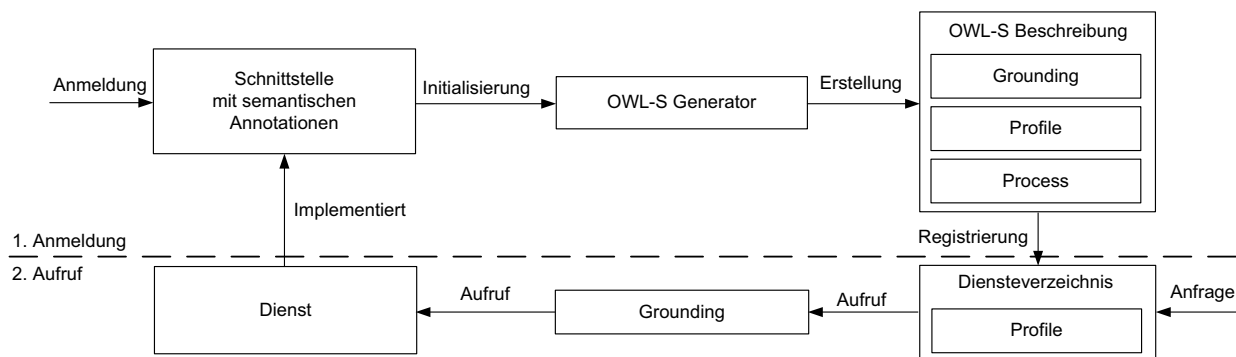 OWL-S Beschreibung
Anmeldung
Schnittstelle
mit semantischen
Annotationen
Initialisierung
OWL-S Generator
Erstellung
Grounding
Profile
Process
Implementiert
1. Anmeldung
Registrierung
2. Aufruf
Dienst
Aufruf
Grounding
Aufruf
Diensteverzeichnis
Anfrage
Profile